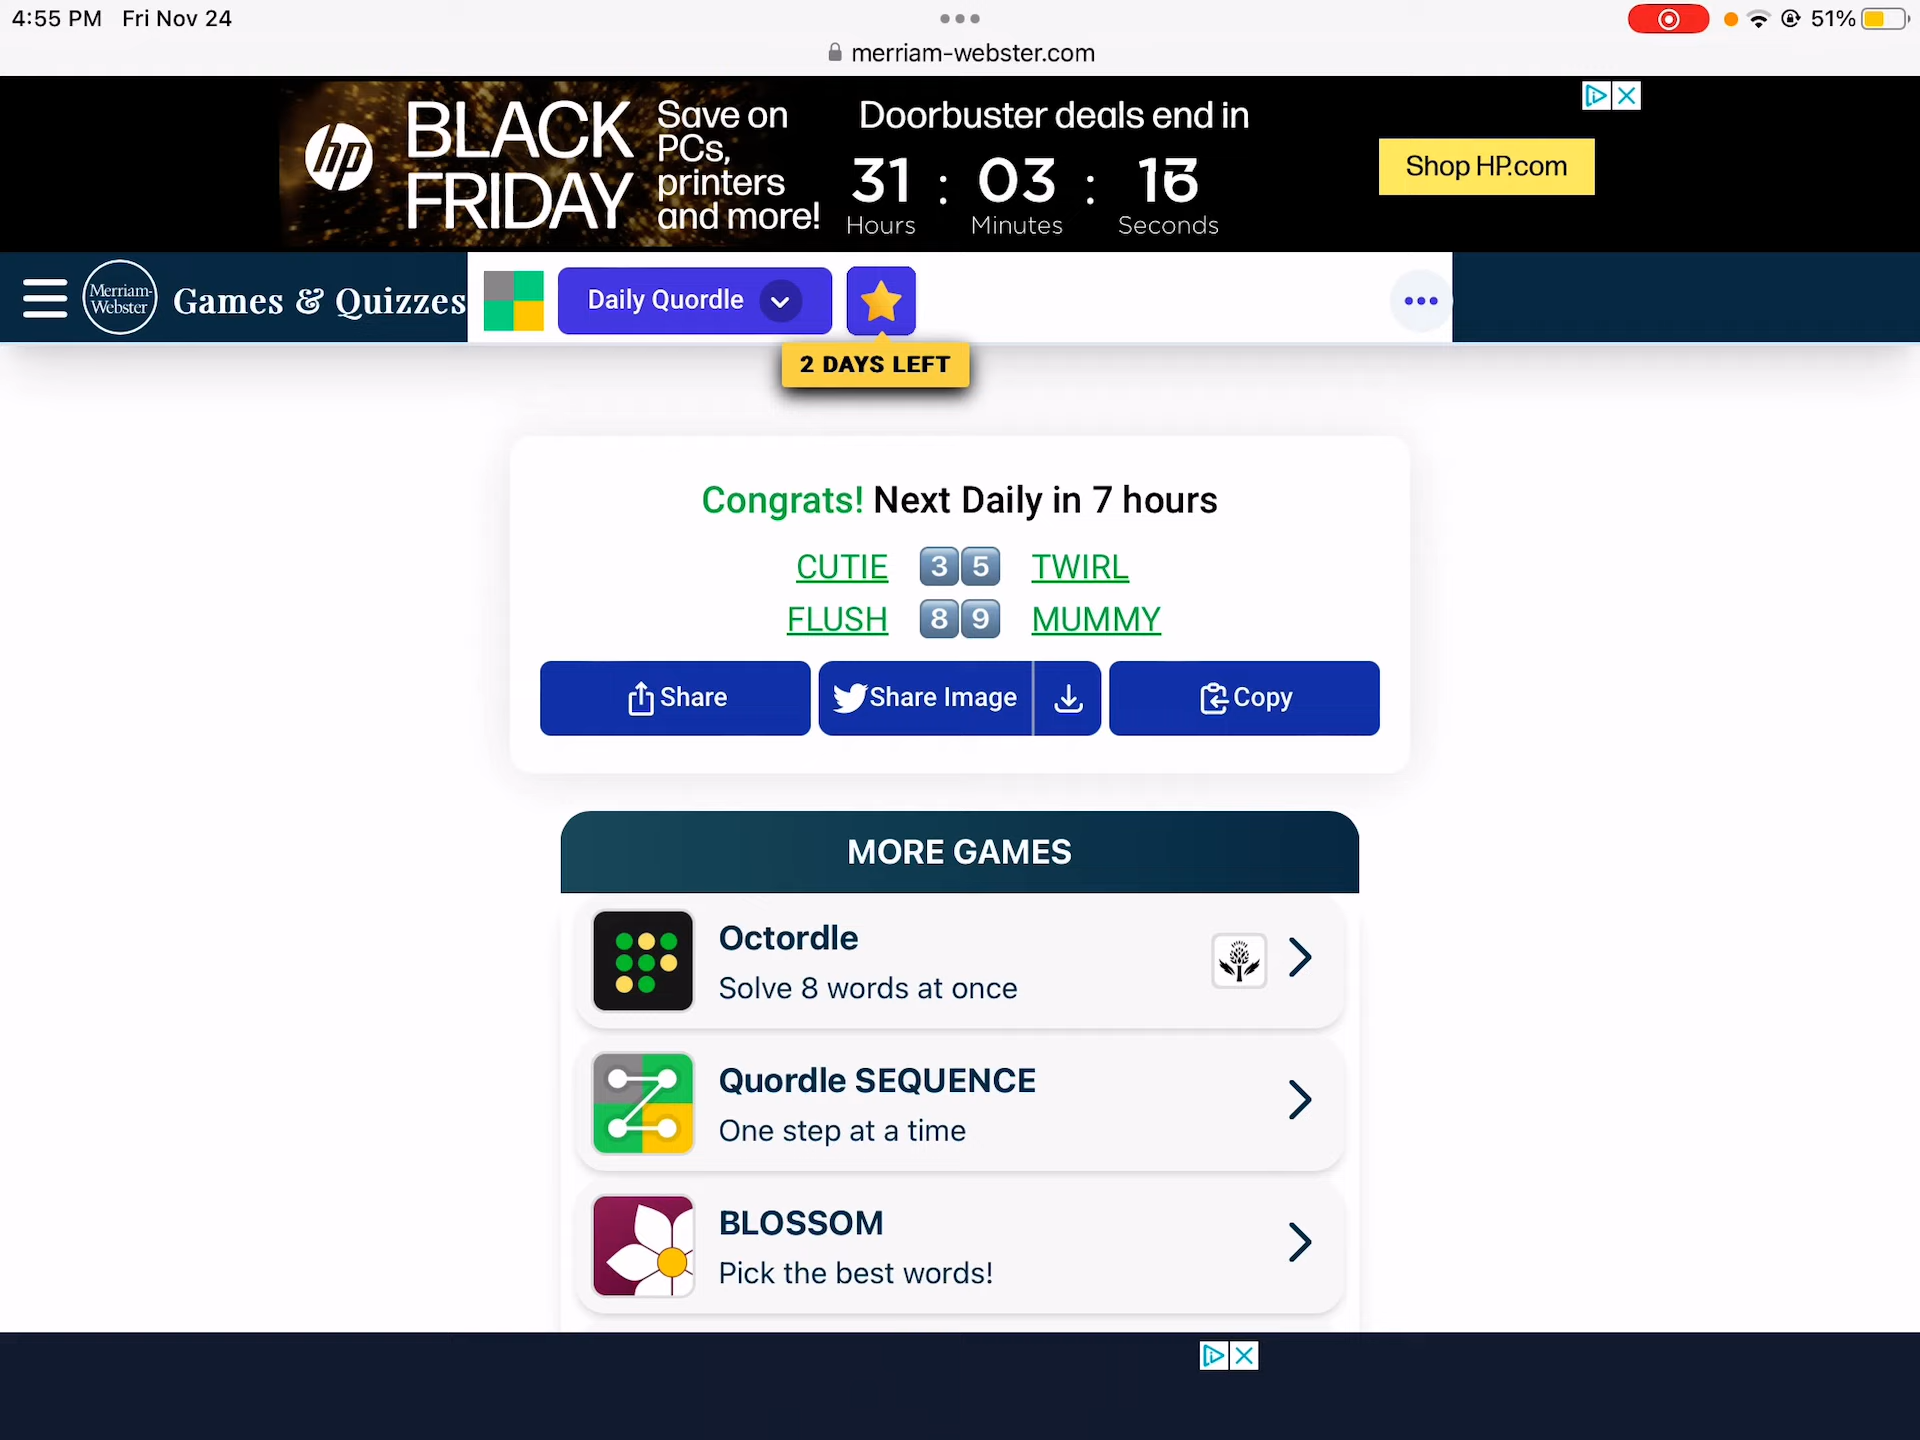 4:55 PM Fri Nov 24
51%
merriam-webster.com
hp
BLACK
FRIDAY
Save on
PCs,
printers
and more!
Doorbuster deals end in
31 : 03 :
Hours Minutes Seconds
Shop HP.com
Merriam-
Webster
Games & Quizzes
Daily Quordle
2 DAYS LEFT
Congrats! Next Daily in 7 hours
CUTIE 3 5 TWIRL
FLUSH 8 9 MUMMY
Share
Share Image
Copy
MORE GAMES
Octordle
Solve 8 words at once
Quordle SEQUENCE
One step at a time
BLOSSOM
Pick the best words!